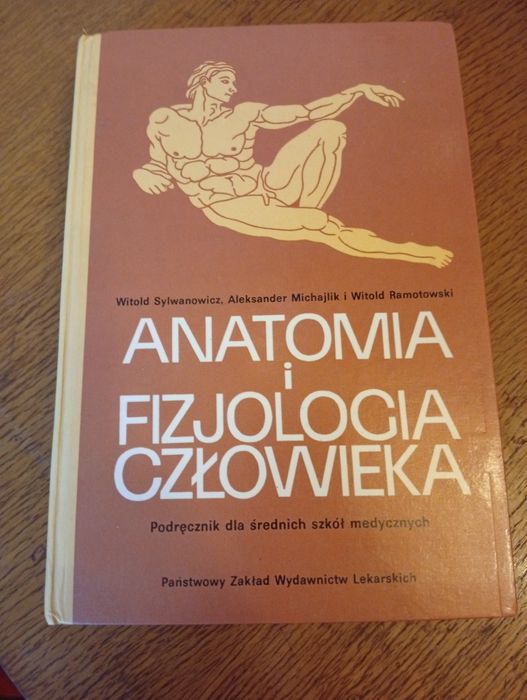 Witold Sylwanowicz, Aleksander Michajlik i Witold Ramotowski
ANATOMIA
i
FIZJOLOGIA
CZŁOWIEKA
Podręcznik dla średnich szkół medycznych
Państwowy Zakład Wydawnictw Lekarskich